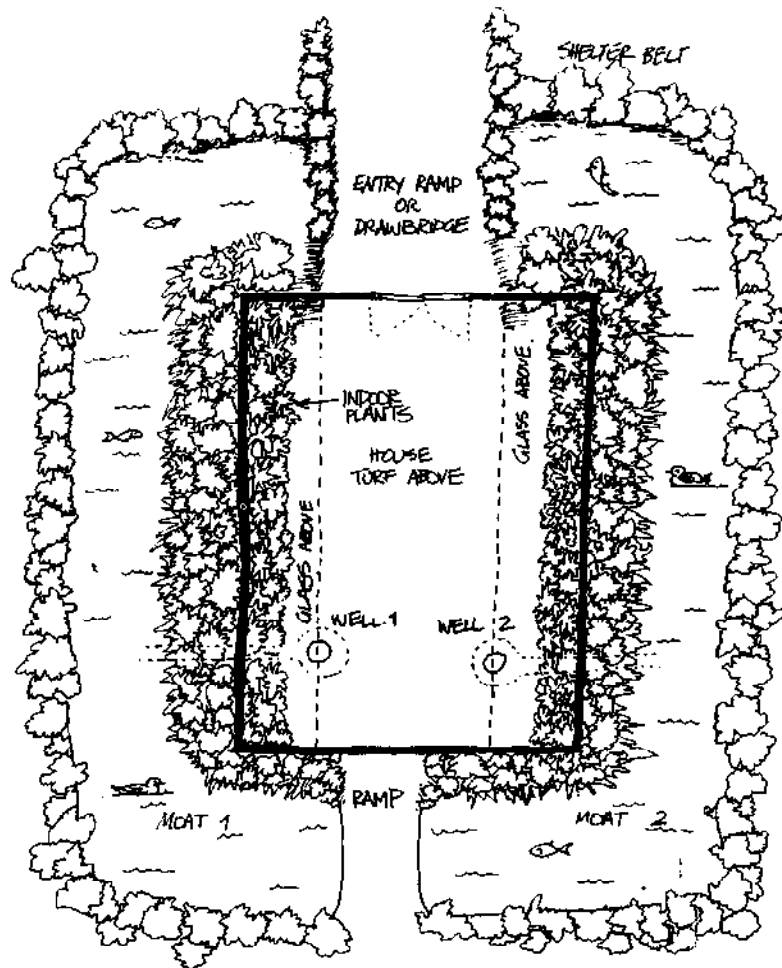 SHELTER BELT
ENTRY RAMP
OR
DRAWBRIDGE
INDOOR
PLANTS
GLASS ABOVE
HOUSE
TURF ABOVE
GLASS ABOVE
WELL 1
WELL 2
RAMP
MOAT 1
MOAT 2